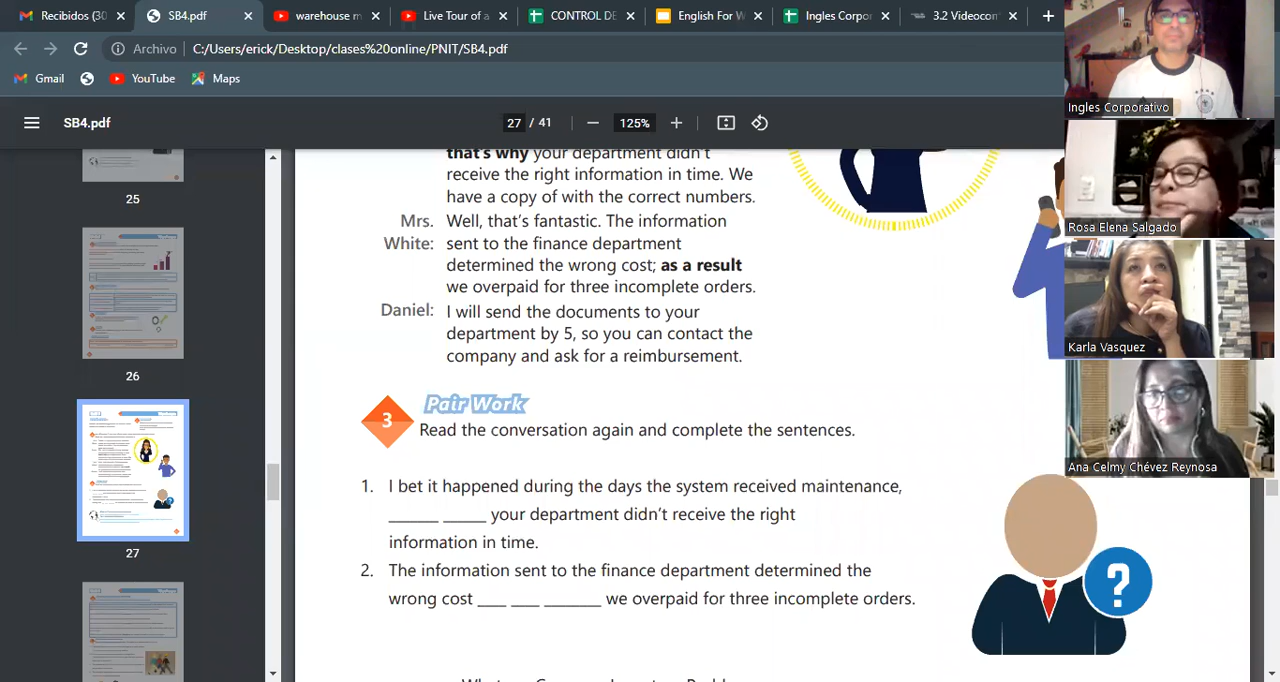 Recibidos (30
SB4.pdf
warehouse m
Live Tour of a
CONTROL DE
English For W
Ingles Corpor
3.2 Videocon
Archivo
C:/Users/erick/Desktop/clases%20online/PNIT/SB4.pdf
Gmail
YouTube
Maps
SB4.pdf
27 / 41
125%
25
26
27
that's why your department didn't
receive the right information in time. We
have a copy of with the correct numbers.
Mrs. Well, that's fantastic. The information
White: sent to the finance department
determined the wrong cost; as a result
we overpaid for three incomplete orders.
Daniel: I will send the documents to your
department by 5, so you can contact the
company and ask for a reimbursement.
3
Pair Work
Read the conversation again and complete the sentences.
1. I bet it happened during the days the system received maintenance,
_____ _____ your department didn't receive the right
information in time.
2. The information sent to the finance department determined the
wrong cost ___ ___ ______ we overpaid for three incomplete orders.
?
Ingles Corporativo
Rosa Elena Salgado
Karla Vasquez
Ana Celmy Chévez Reynosa